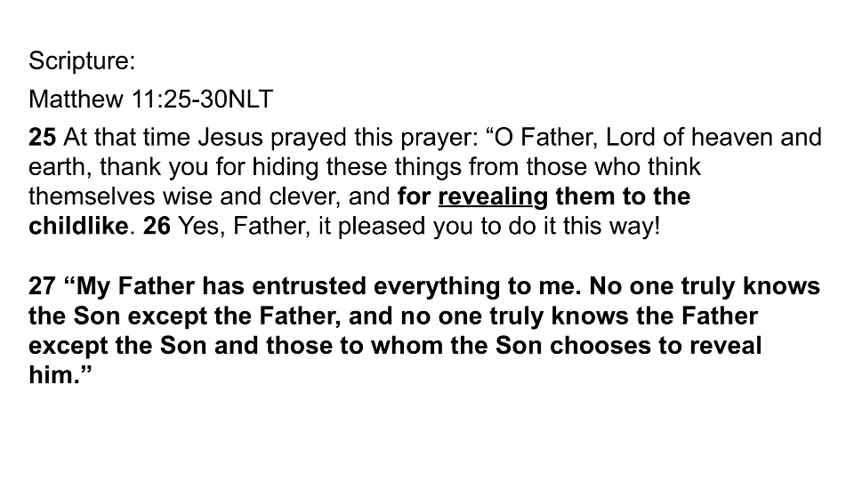 Scripture:
Matthew 11:25-30NLT
25 At that time Jesus prayed this prayer: “O Father, Lord of heaven and
earth, thank you for hiding these things from those who think
themselves wise and clever, and for revealing them to the
childlike. 26 Yes, Father, it pleased you to do it this way!
27 “My Father has entrusted everything to me. No one truly knows
the Son except the Father, and no one truly knows the Father
except the Son and those to whom the Son chooses to reveal
him.”